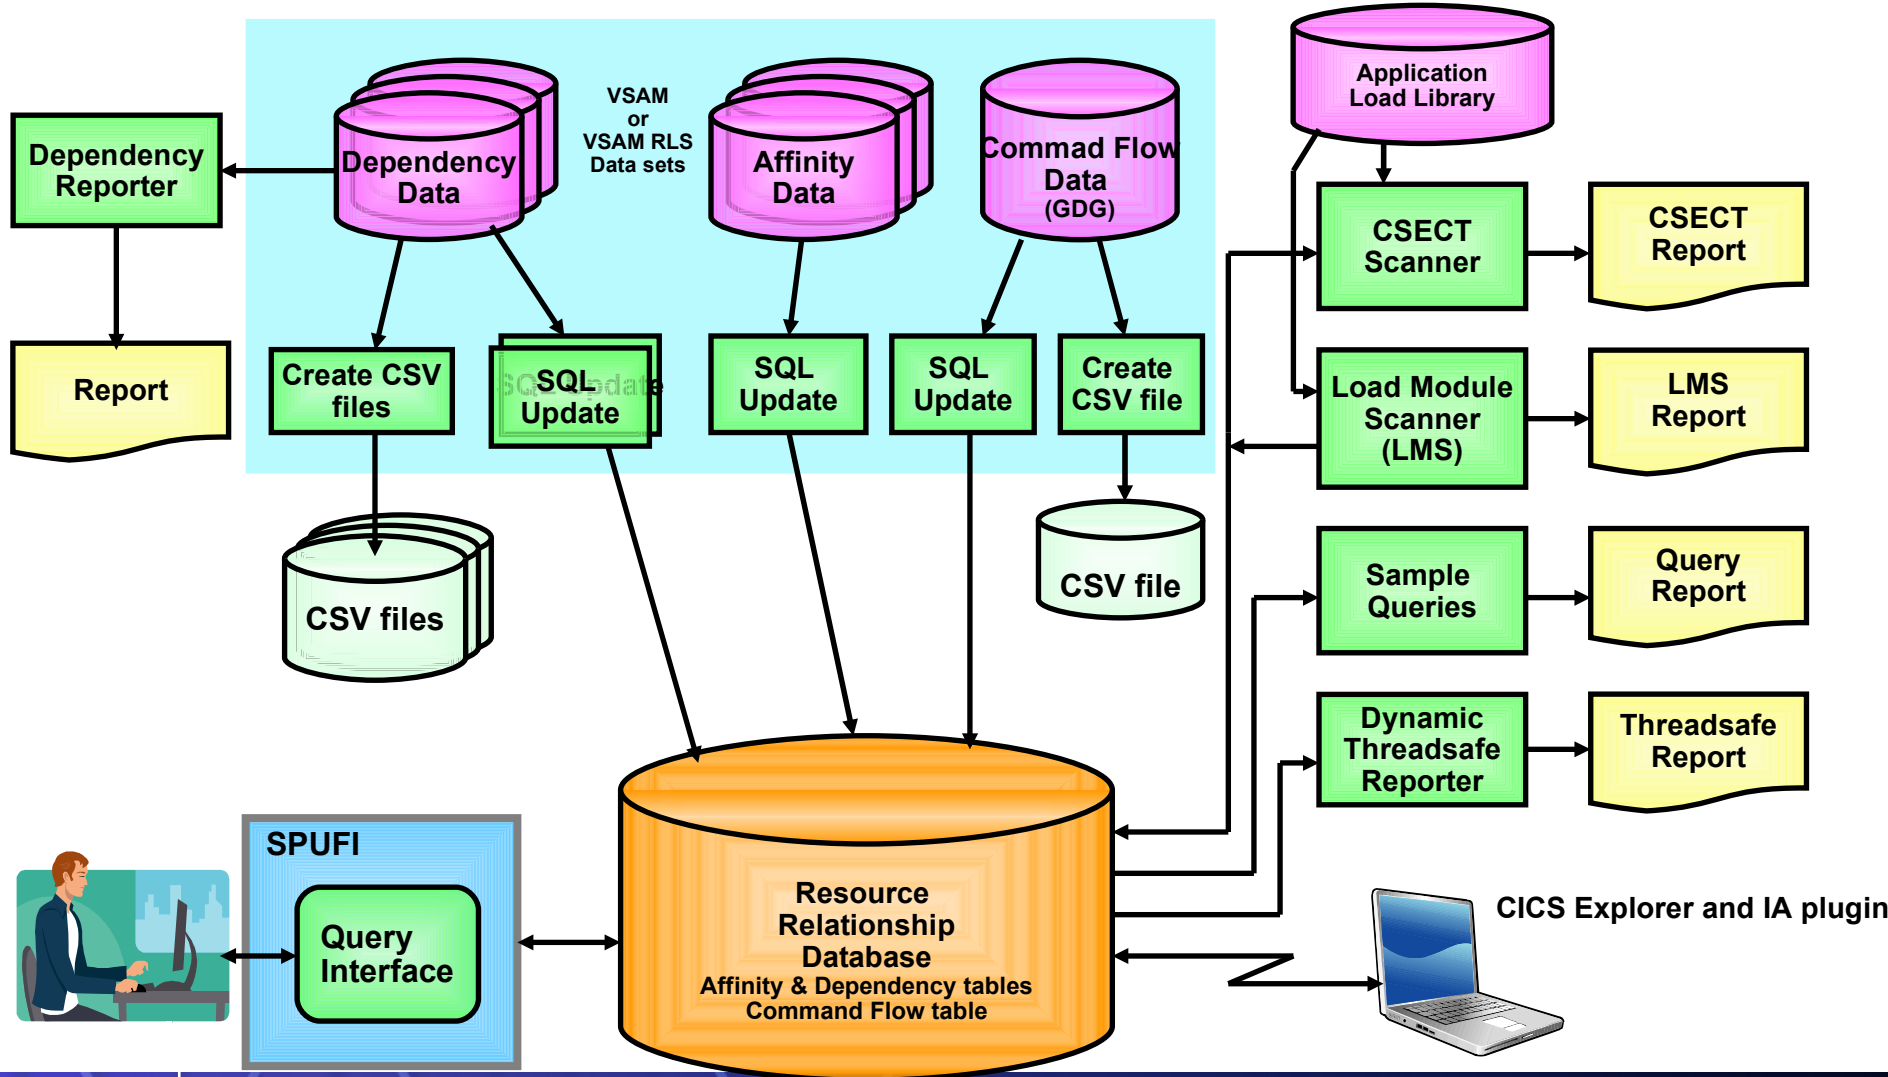 Application
Load Library
VSAM
or
VSAM RLS
Data sets
Dependency
Reporter
Dependency
Data
Affinity
Data
Commad Flow
Data
(GDG)
CSECT
Scanner
CSECT
Report
Report
Create CSV
files
SQL Update
SQL
Update
SQL
Update
SQL
Update
Create
CSV file
Load Module
Scanner
(LMS)
LMS
Report
CSV files
CSV file
Sample
Queries
Query
Report
Dynamic
Threadsafe
Reporter
Threadsafe
Report
SPUFI
Query
Interface
Resource
Relationship
Database
Affinity & Dependency tables
Command Flow table
CICS Explorer and IA plugin